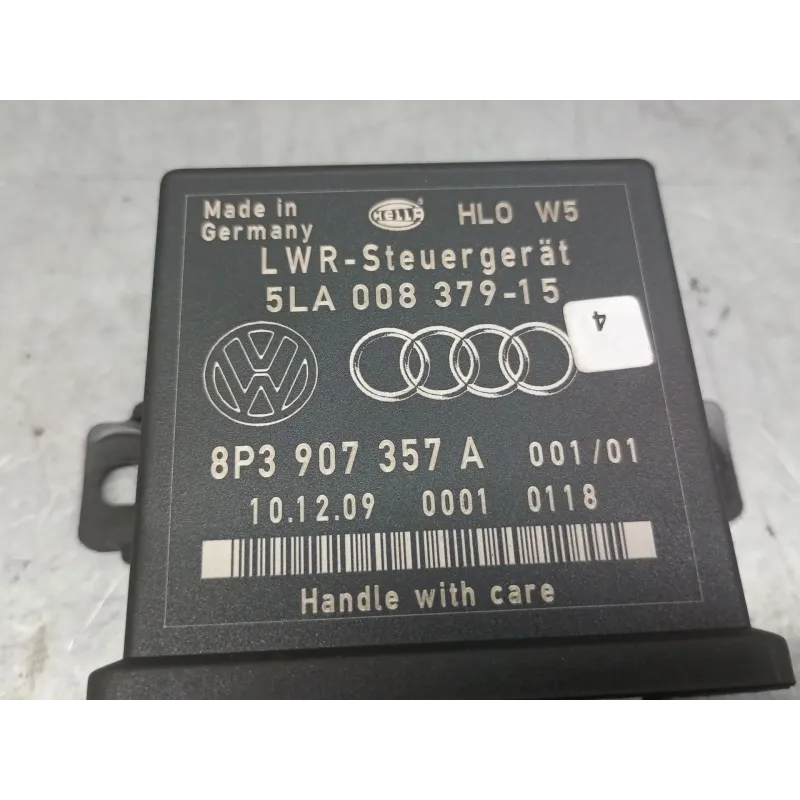 Made in HELLA HLO W5
Germany
LWR-Steuergerät
5LA 008 379-15
4
8P3 907 357 A 001/01
10.12.09 0001 0118
Handle with care